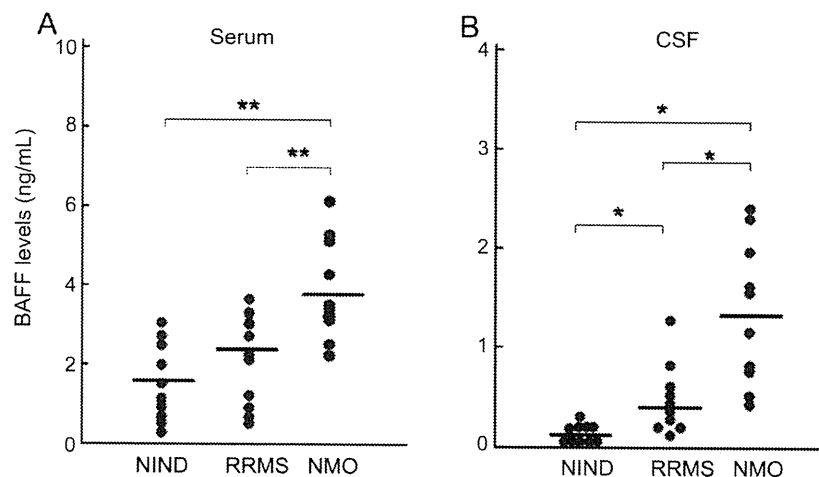 A
Serum
BAFF levels (ng/mL)
10
8
6
4
2
0
**
**
NIND RRMS NMO
B
CSF
4
3
2
1
0
*
*
*
NIND RRMS NMO